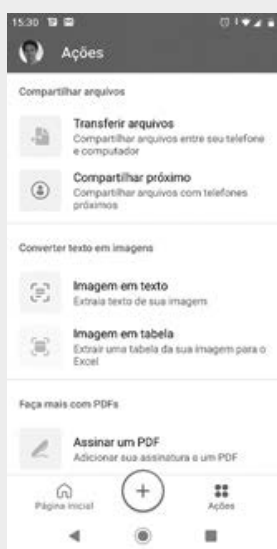 15:30
Ações
Compartilhar arquivos
Transferir arquivos
Compartilhar arquivos entre seu telefone
e computador
Compartilhar próximo
Compartilhar arquivos com telefones
próximos
Converter texto em imagens
Imagem em texto
Extraia texto de sua imagem
Imagem em tabela
Extrair uma tabela da sua imagem para o
Excel
Faça mais com PDFs
Assinar um PDF
Adicionar sua assinatura a um PDF
Página inicial
Ações